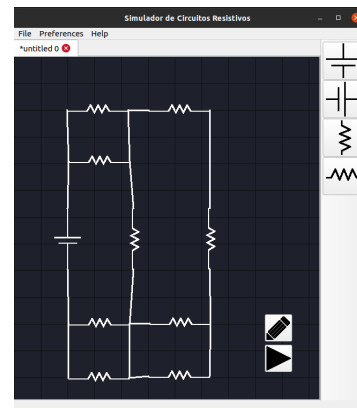 Simulador de Circuitos Resistivos
File Preferences Help
*untitled 0